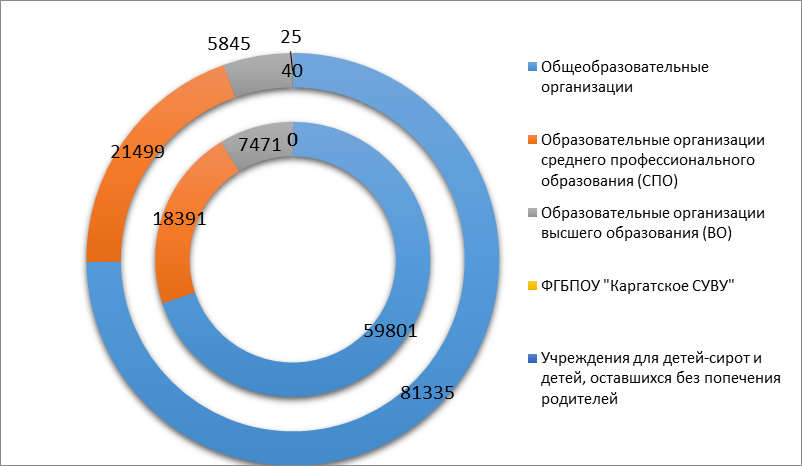 25
5845
40
7471
0
21499
18391
59801
81335
Общеобразовательные
организации
Образовательные организации
среднего профессионального
образования (СПО)
Образовательные организации
высшего образования (ВО)
ФГБПОУ "Каргатское СУВУ"
Учреждения для детей-сирот и
детей, оставшихся без попечения
родителей